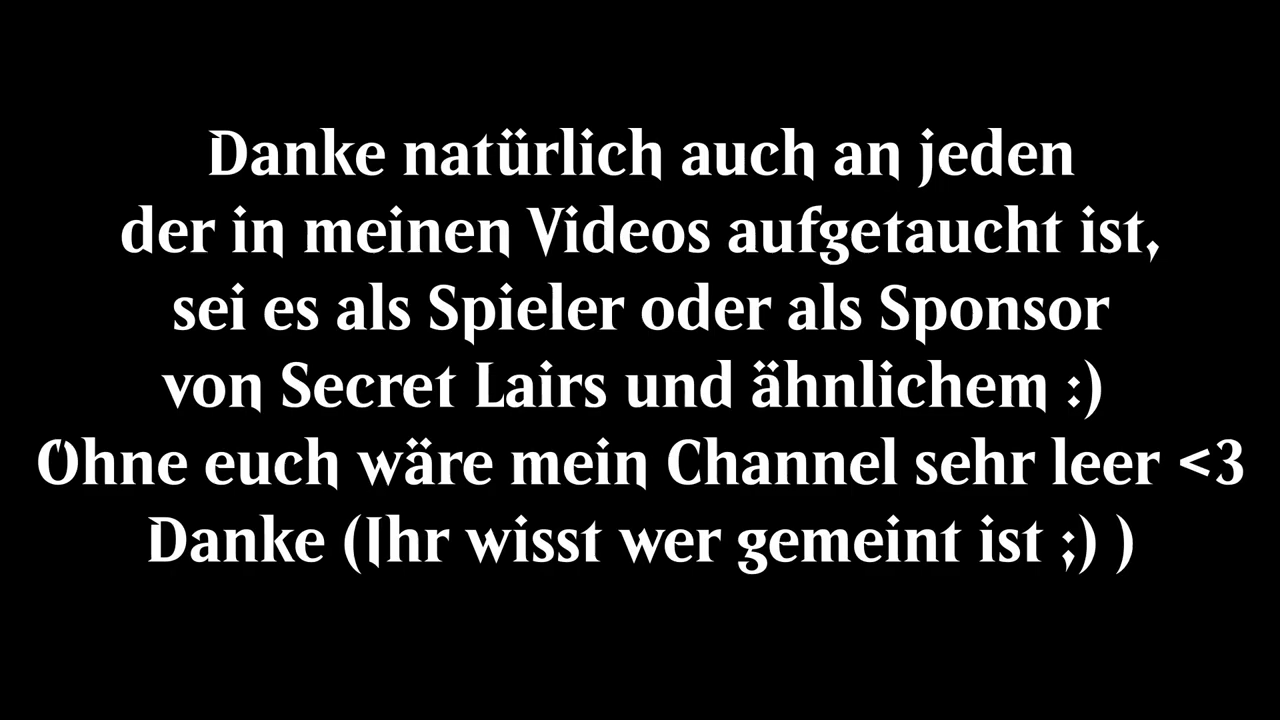 Danke natürlich auch an jeden
der in meinen Videos aufgetaucht ist,
sei es als Spieler oder als Sponsor
von Secret Lairs und ähnlichem :)
Ohne euch wäre mein Channel sehr leer <3
Danke (Ihr wisst wer gemeint ist ;) )